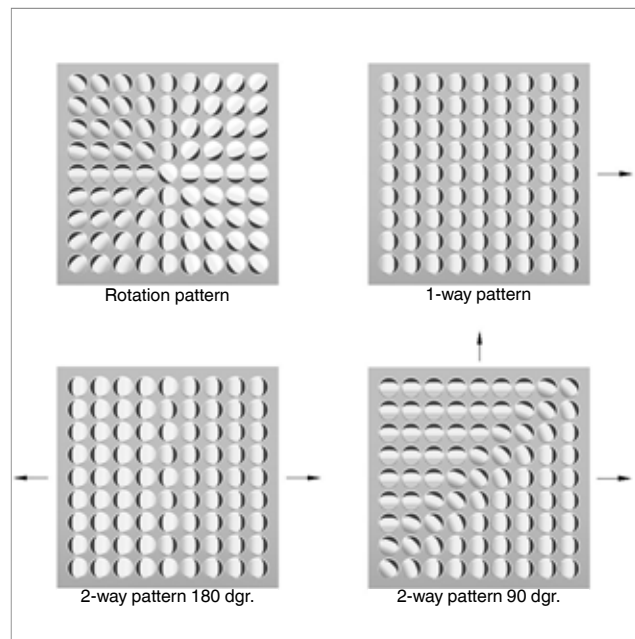 Rotation pattern
1-way pattern
2-way pattern 180 dgr.
2-way pattern 90 dgr.